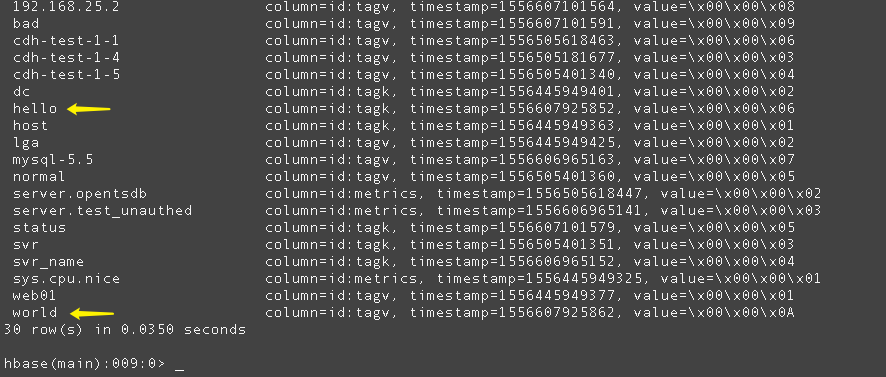 192.168.25.2 column=id:tagv, timestamp=1556607101564, value=\x00\x00\x08
bad column=id:tagv, timestamp=1556607101591, value=\x00\x00\x09
cdh-test-1-1 column=id:tagv, timestamp=1556505618463, value=\x00\x00\x06
cdh-test-1-4 column=id:tagv, timestamp=1556505181677, value=\x00\x00\x03
cdh-test-1-5 column=id:tagv, timestamp=1556505401340, value=\x00\x00\x04
dc column=id:tagk, timestamp=1556445949401, value=\x00\x00\x02
hello column=id:tagk, timestamp=1556607925852, value=\x00\x00\x06
host column=id:tagk, timestamp=1556445949363, value=\x00\x00\x01
lga column=id:tagv, timestamp=1556445949425, value=\x00\x00\x02
mysql-5.5 column=id:tagv, timestamp=1556606965163, value=\x00\x00\x07
normal column=id:tagv, timestamp=1556505401360, value=\x00\x00\x05
server.opentsdb column=id:metrics, timestamp=1556505618447, value=\x00\x00\x02
server.test_unauthed column=id:metrics, timestamp=1556606965141, value=\x00\x00\x03
status column=id:tagk, timestamp=1556607101579, value=\x00\x00\x05
svr column=id:tagk, timestamp=1556505401351, value=\x00\x00\x03
svr_name column=id:tagk, timestamp=1556606965152, value=\x00\x00\x04
sys.cpu.nice column=id:metrics, timestamp=1556445949325, value=\x00\x00\x01
web01 column=id:tagv, timestamp=1556445949377, value=\x00\x00\x01
world column=id:tagv, timestamp=1556607925862, value=\x00\x00\x0A
30 row(s) in 0.0350 seconds
hbase(main):009:0> _